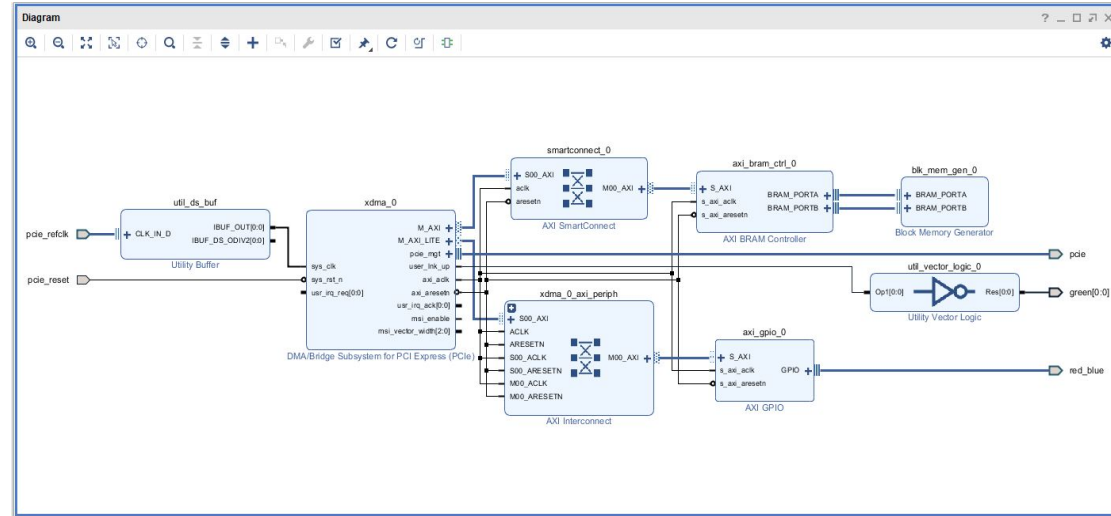 Diagram
pcie_refclk
pcie_reset
util_ds_buf
CLK_IN_D
IBUF_OUT[0:0]
IBUF_DS_ODIV2[0:0]
Utility Buffer
xdma_0
sys_clk
sys_rst_n
usr_irq_req[0:0]
M_AXI
M_AXI_LITE
pcie_mgt
user_lnk_up
axi_aclk
axi_aresetn
usr_irq_ack[0:0]
msi_enable
msi_vector_width[2:0]
DMA/Bridge Subsystem for PCI Express (PCIe)
smartconnect_0
S00_AXI
aclk
aresetn
M00_AXI
AXI SmartConnect
xdma_0_axi_periph
S00_AXI
ACLK
ARESETN
S00_ACLK
S00_ARESETN
M00_ACLK
M00_ARESETN
M00_AXI
AXI Interconnect
axi_bram_ctrl_0
S_AXI
s_axi_aclk
s_axi_aresetn
BRAM_PORTA
BRAM_PORTB
AXI BRAM Controller
blk_mem_gen_0
BRAM_PORTA
BRAM_PORTB
Block Memory Generator
util_vector_logic_0
Op1[0:0]
Res[0:0]
Utility Vector Logic
axi_gpio_0
S_AXI
s_axi_aclk
s_axi_aresetn
GPIO
AXI GPIO
pcie
green[0:0]
red_blue